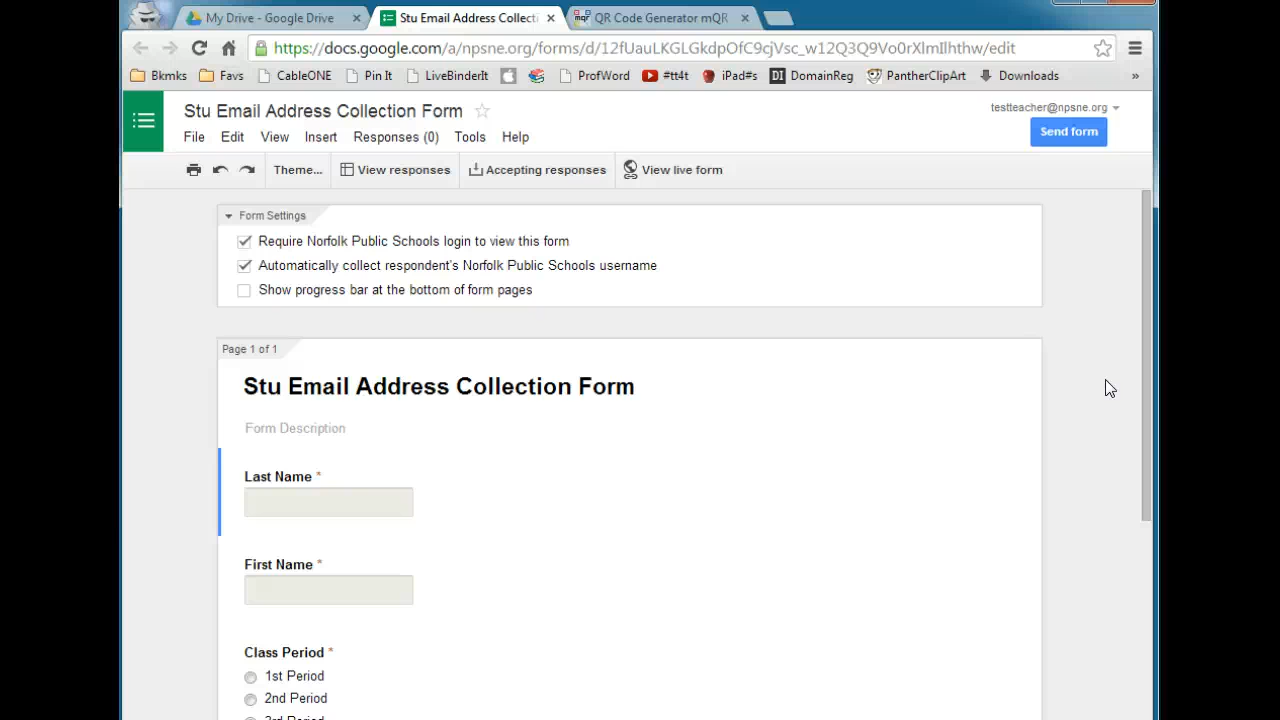 My Drive - Google Drive
Stu Email Address Collecti
QR Code Generator mQR
https://docs.google.com/a/npsne.org/forms/d/12fUauLKGLGkdpOfC9cjVsc_w12Q3Q9Vo0rXlmIlhthw/edit
Bkmks Favs CableONE Pin It LiveBinderIt ProfWord #tt4t iPad#s DI DomainReg PantherClipArt Downloads »
Stu Email Address Collection Form
testteacher@npsne.org
File Edit View Insert Responses (0) Tools Help
Send form
Theme... View responses Accepting responses View live form
Form Settings
Require Norfolk Public Schools login to view this form
Automatically collect respondent's Norfolk Public Schools username
Show progress bar at the bottom of form pages
Page 1 of 1
Stu Email Address Collection Form
Form Description
Last Name *
First Name *
Class Period *
1st Period
2nd Period